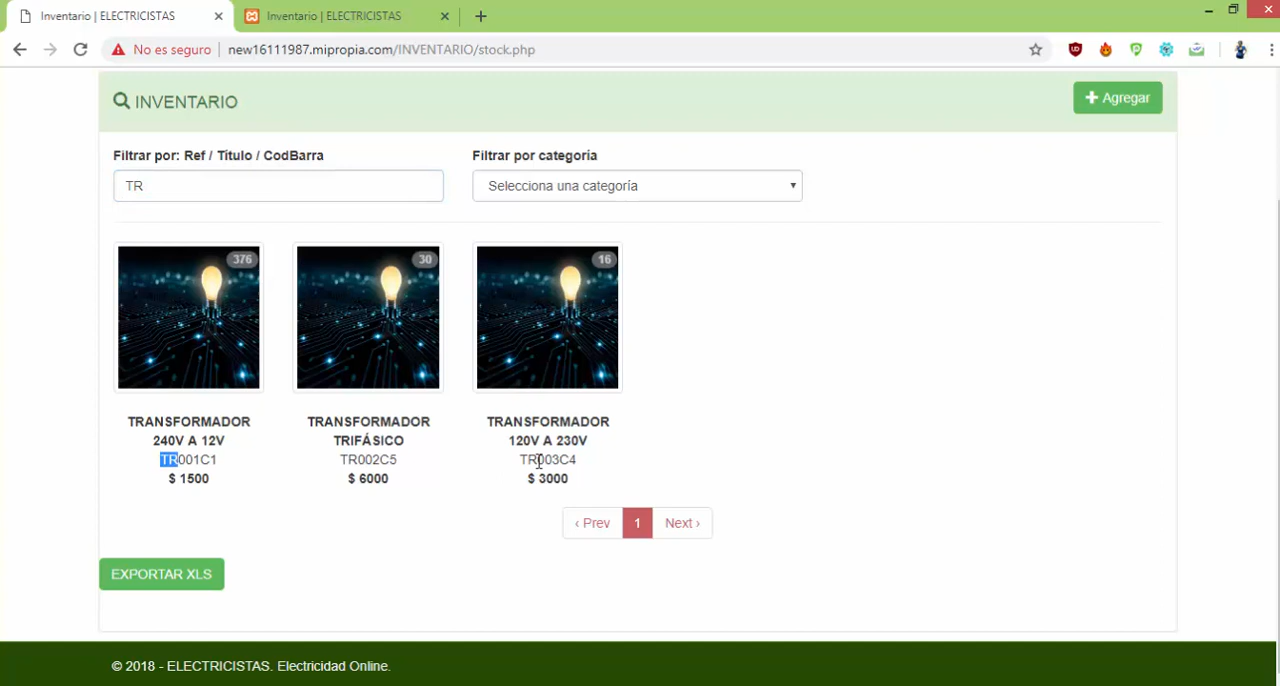 Inventario | ELECTRICISTAS
Inventario | ELECTRICISTAS
No es seguro
new16111987.mipropia.com/INVENTARIO/stock.php
INVENTARIO
Agregar
Filtrar por: Ref / Título / CodBarra
Filtrar por categoría
TR
Selecciona una categoría
376
30
16
TRANSFORMADOR
240V A 12V
TR001C1
$ 1500
TRANSFORMADOR
TRIFÁSICO
TR002C5
$ 6000
TRANSFORMADOR
120V A 230V
TR003C4
$ 3000
‹ Prev
1
Next ›
EXPORTAR XLS
© 2018 - ELECTRICISTAS. Electricidad Online.